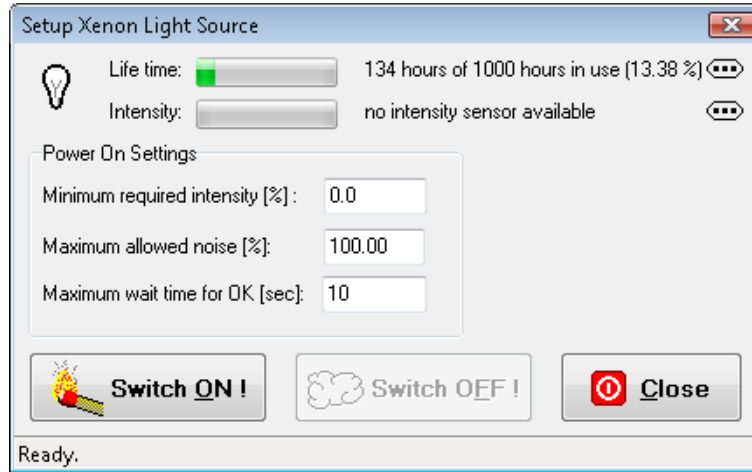 Setup Xenon Light Source
Life time: 134 hours of 1000 hours in use (13.38 %)
Intensity: no intensity sensor available
Power On Settings
Minimum required intensity [%] : 0.0
Maximum allowed noise [%]: 100.00
Maximum wait time for OK [sec]: 10
Switch ON ! Switch OFF ! Close
Ready.